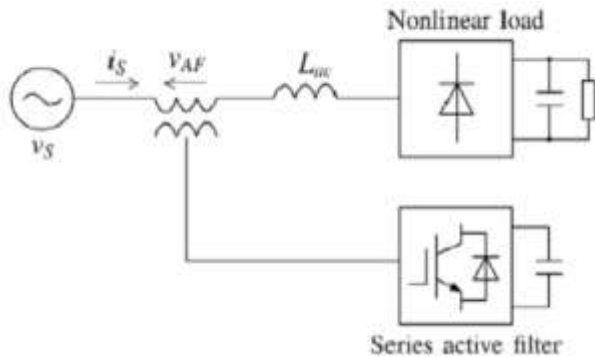 Nonlinear load
i_S
v_AF
L_ac
v_S
Series active filter